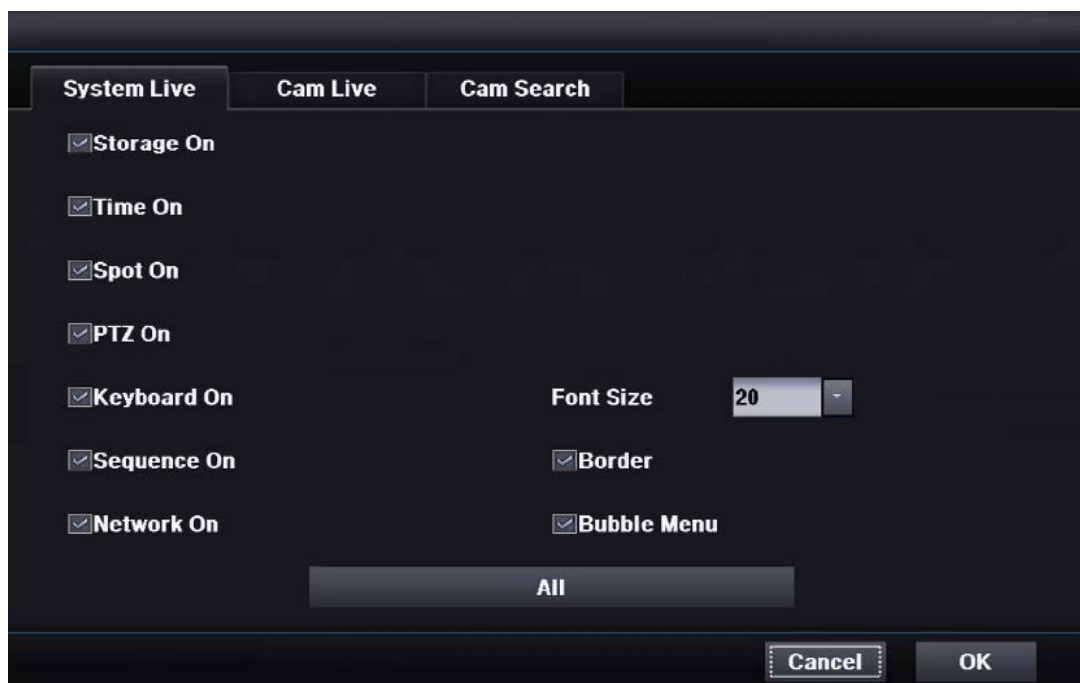 System Live Cam Live Cam Search
Storage On
Time On
Spot On
PTZ On
Keyboard On Font Size 20
Sequence On Border
Network On Bubble Menu
All
Cancel OK